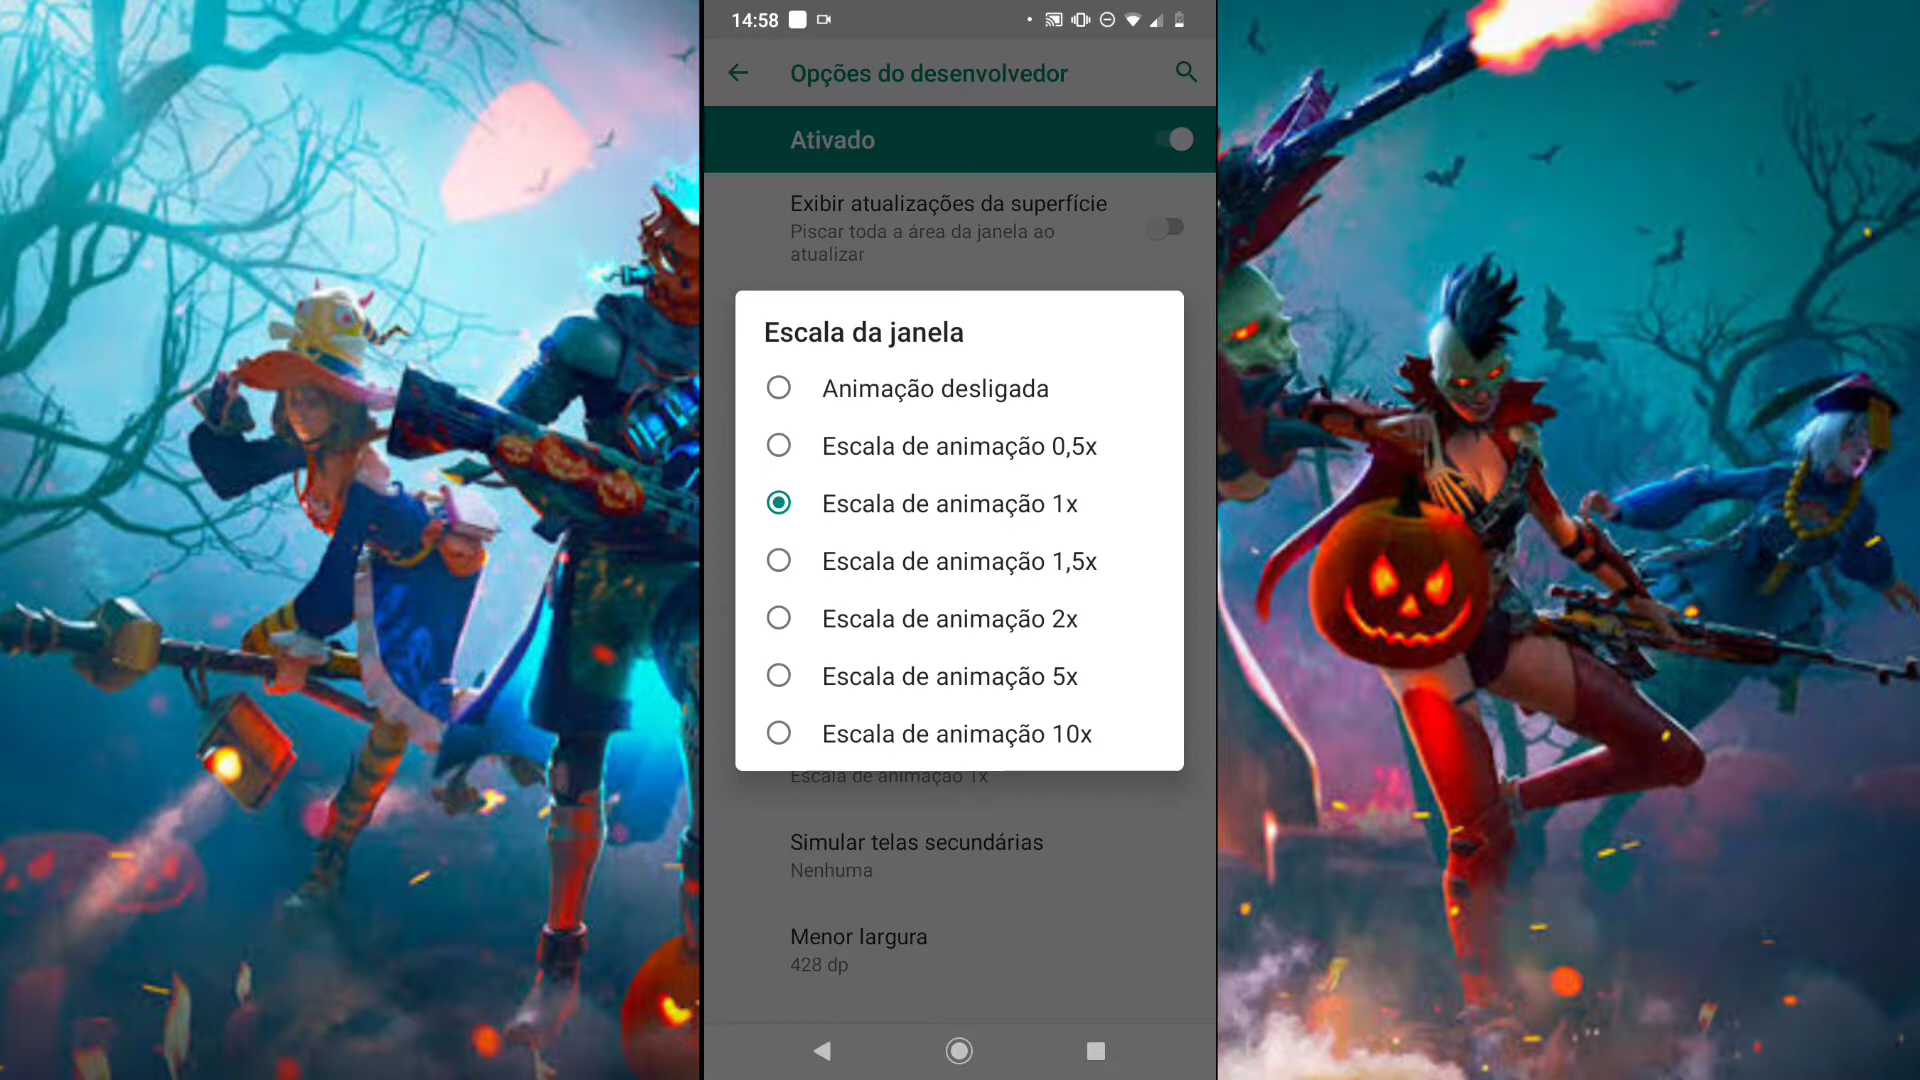 14:58
Opções do desenvolvedor
Ativado
Exibir atualizações da superfície
Piscar toda a área da janela ao
atualizar
Escala da janela
Animação desligada
Escala de animação 0,5x
Escala de animação 1x
Escala de animação 1,5x
Escala de animação 2x
Escala de animação 5x
Escala de animação 10x
Escala de animação 1x
Simular telas secundárias
Nenhuma
Menor largura
428 dp